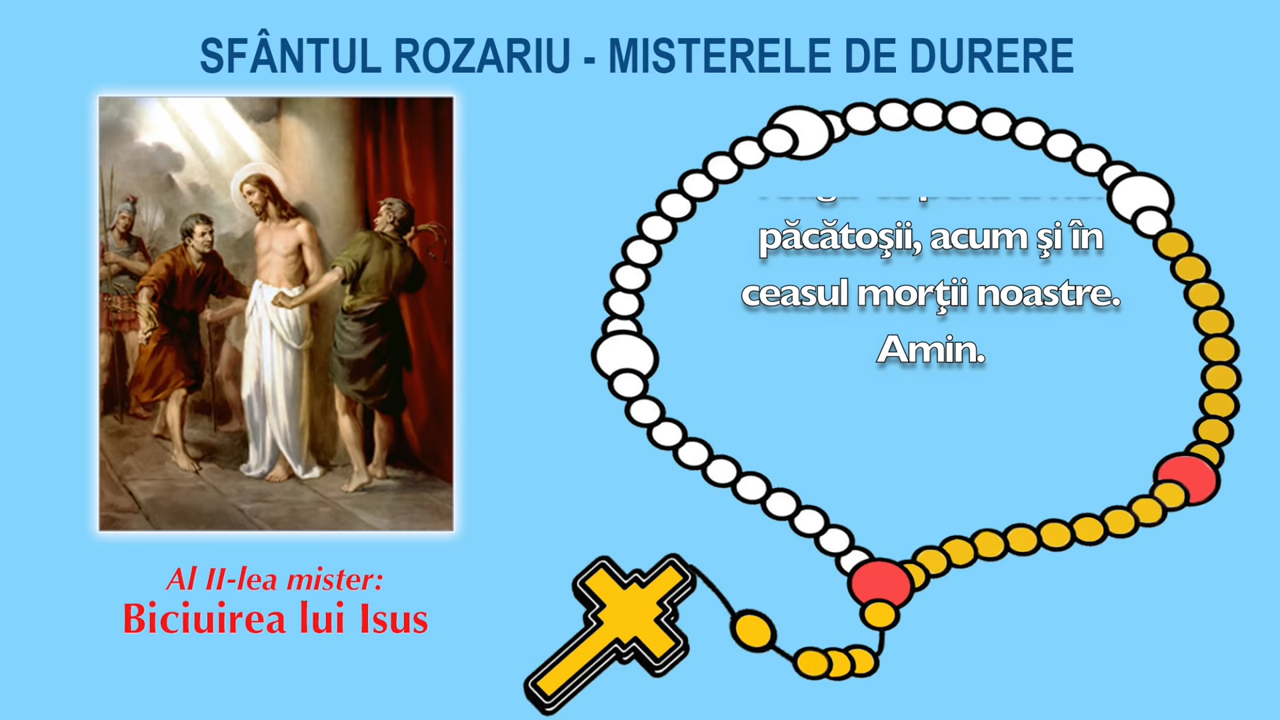 SFÂNTUL ROZARIU - MISTERELE DE DURERE
păcătoşii, acum şi în
ceasul morţii noastre.
Amin.
Al II-lea mister:
Biciuirea lui Isus